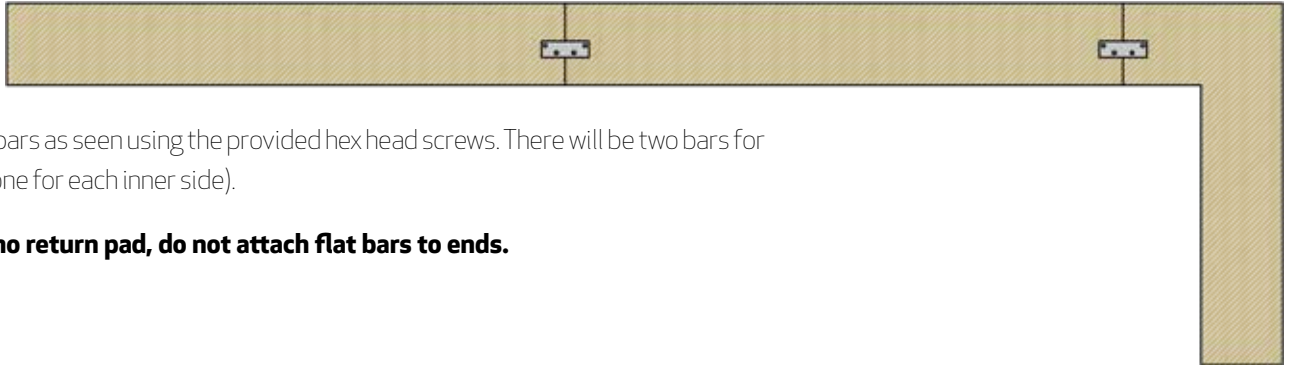 bars as seen using the provided hex head screws. There will be two bars for
one for each inner side).
no return pad, do not attach flat bars to ends.